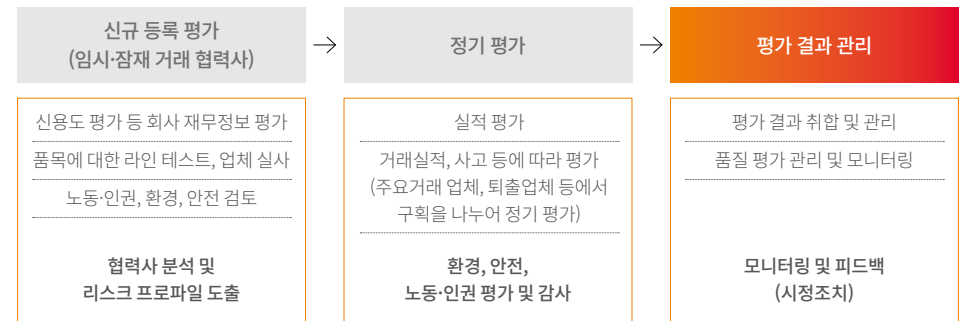 신규 등록 평가
(임시·잠재 거래 협력사)
정기 평가
평가 결과 관리
신용도 평가 등 회사 재무정보 평가
품목에 대한 라인 테스트, 업체 실사
노동·인권, 환경, 안전 검토
협력사 분석 및
리스크 프로파일 도출
실적 평가
거래실적, 사고 등에 따라 평가
(주요거래 업체, 퇴출업체 등에서
구획을 나누어 정기 평가)
환경, 안전,
노동·인권 평가 및 감사
평가 결과 취합 및 관리
품질 평가 관리 및 모니터링
모니터링 및 피드백
(시정조치)